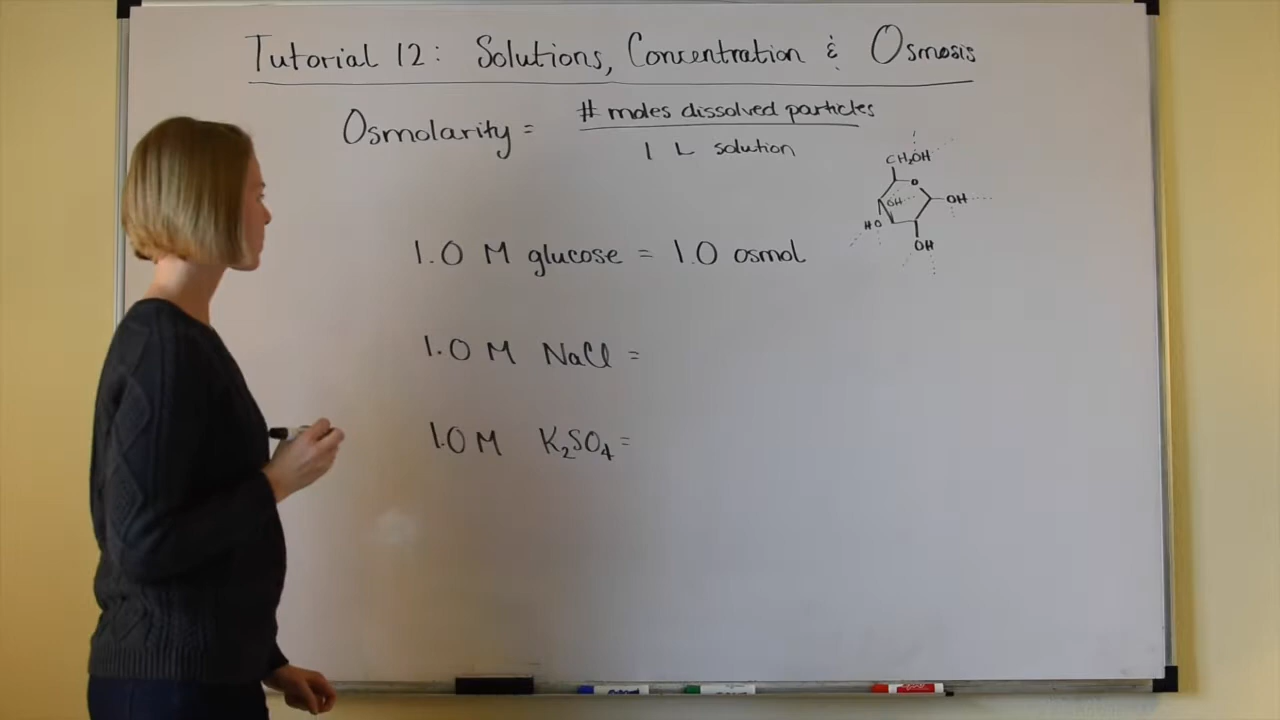 Tutorial 12: Solutions, Concentration & Osmosis
Osmolarity = # moles dissolved particles
1 L solution
CH₂OH
O
OH
OH
HO
OH
1.0 M glucose = 1.0 osmol
1.0 M NaCl =
1.0 M K₂SO₄ =